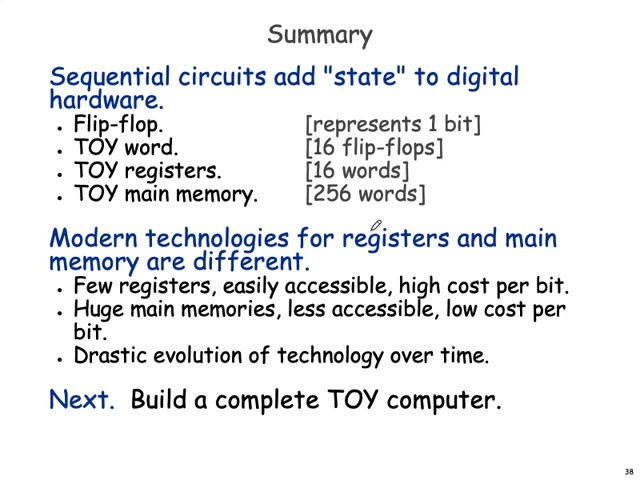 Summary
Sequential circuits add "state" to digital
hardware.
• Flip-flop. [represents 1 bit]
• TOY word. [16 flip-flops]
• TOY registers. [16 words]
• TOY main memory. [256 words]
Modern technologies for registers and main
memory are different.
• Few registers, easily accessible, high cost per bit.
• Huge main memories, less accessible, low cost per
bit.
• Drastic evolution of technology over time.
Next. Build a complete TOY computer.
38